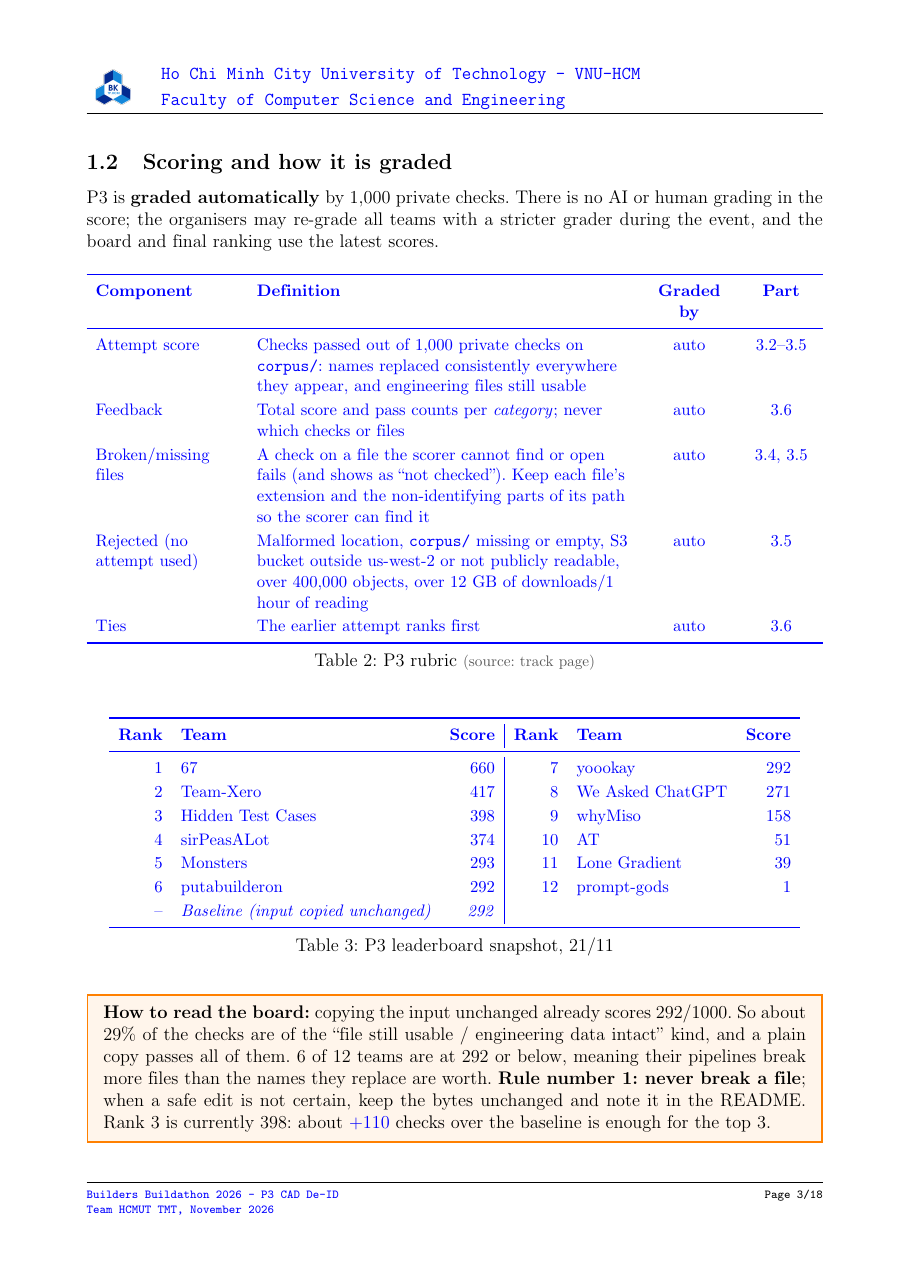 BK
Ho Chi Minh City University of Technology - VNU-HCM
Faculty of Computer Science and Engineering
1.2 Scoring and how it is graded
P3 is graded automatically by 1,000 private checks. There is no AI or human grading in the
score; the organisers may re-grade all teams with a stricter grader during the event, and the
board and final ranking use the latest scores.
Component Definition Graded by Part
Attempt score Checks passed out of 1,000 private checks on auto 3.2–3.5
corpus/: names replaced consistently everywhere
they appear, and engineering files still usable
Feedback Total score and pass counts per category; never auto 3.6
which checks or files
Broken/missing A check on a file the scorer cannot find or open auto 3.4, 3.5
files fails (and shows as “not checked”). Keep each file’s
extension and the non-identifying parts of its path
so the scorer can find it
Rejected (no Malformed location, corpus/ missing or empty, S3 auto 3.5
attempt used) bucket outside us-west-2 or not publicly readable,
over 400,000 objects, over 12 GB of downloads/1
hour of reading
Ties The earlier attempt ranks first auto 3.6
Table 2: P3 rubric (source: track page)
Rank Team Score Rank Team Score
1 67 660 7 yoookay 292
2 Team-Xero 417 8 We Asked ChatGPT 271
3 Hidden Test Cases 398 9 whyMiso 158
4 sirPeasALot 374 10 AT 51
5 Monsters 293 11 Lone Gradient 39
6 putabuilderon 292 12 prompt-gods 1
– Baseline (input copied unchanged) 292
Table 3: P3 leaderboard snapshot, 21/11
How to read the board: copying the input unchanged already scores 292/1000. So about
29% of the checks are of the “file still usable / engineering data intact” kind, and a plain
copy passes all of them. 6 of 12 teams are at 292 or below, meaning their pipelines break
more files than the names they replace are worth. Rule number 1: never break a file;
when a safe edit is not certain, keep the bytes unchanged and note it in the README.
Rank 3 is currently 398: about +110 checks over the baseline is enough for the top 3.
Builders Buildathon 2026 - P3 CAD De-ID Page 3/18
Team HCMUT TMT, November 2026